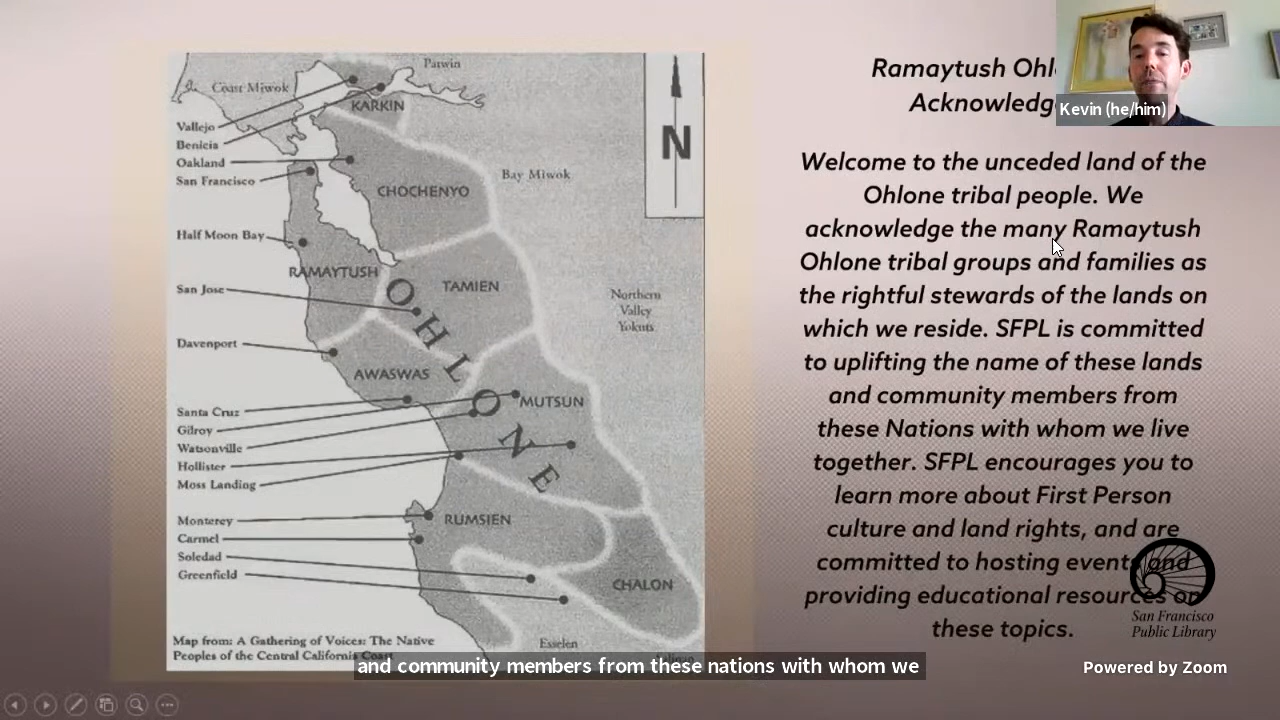 Patwin
Coast Miwok
KARKIN
Vallejo
Benicia
Oakland
San Francisco
CHOCHENYO
Bay Miwok
N
Half Moon Bay
RAMAYTUSH
San Jose
TAMIEN
Northern
Valley
Yokuts
OHLONE
Davenport
AWASWAS
Santa Cruz
Gilroy
Watsonville
Hollister
Moss Landing
MUTSUN
Monterey
Carmel
Soledad
Greenfield
RUMSIEN
CHALON
Esselen
Map from: A Gathering of Voices: The Native
Peoples of the Central California Coast
Ramaytush Ohl
Acknowledg
Kevin (he/him)
Welcome to the unceded land of the
Ohlone tribal people. We
acknowledge the many Ramaytush
Ohlone tribal groups and families as
the rightful stewards of the lands on
which we reside. SFPL is committed
to uplifting the name of these lands
and community members from
these Nations with whom we live
together. SFPL encourages you to
learn more about First Person
culture and land rights, and are
committed to hosting events and
providing educational resources on
these topics.
San Francisco
Public Library
and community members from these nations with whom we
Powered by Zoom